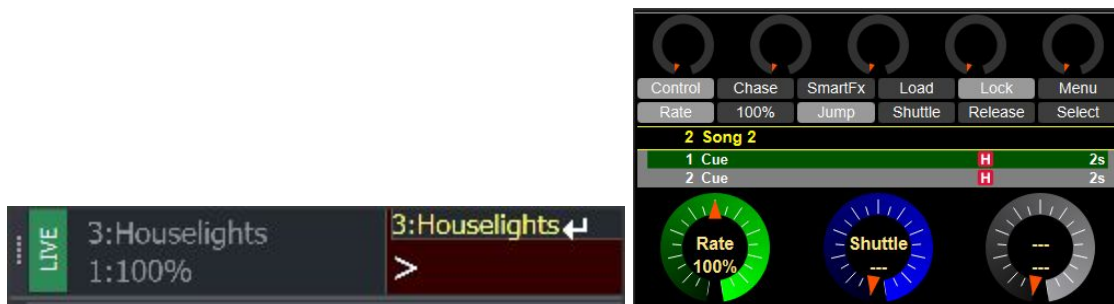 LIVE
3:Houselights
1:100%
3:Houselights↵
>
Control Chase SmartFx Load Lock Menu
Rate 100% Jump Shuttle Release Select
2 Song 2
1 Cue H 2s
2 Cue H 2s
Rate
100%
Shuttle
---
---
---